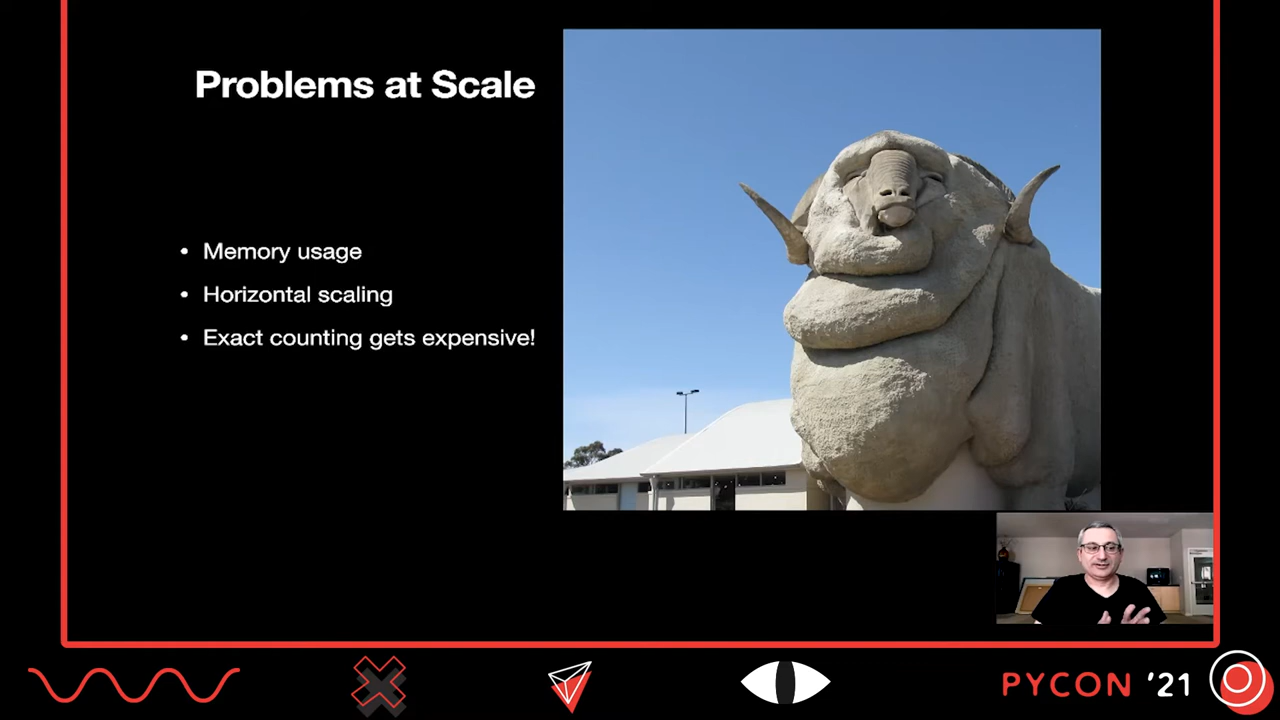 Problems at Scale
• Memory usage
• Horizontal scaling
• Exact counting gets expensive!
PYCON '21